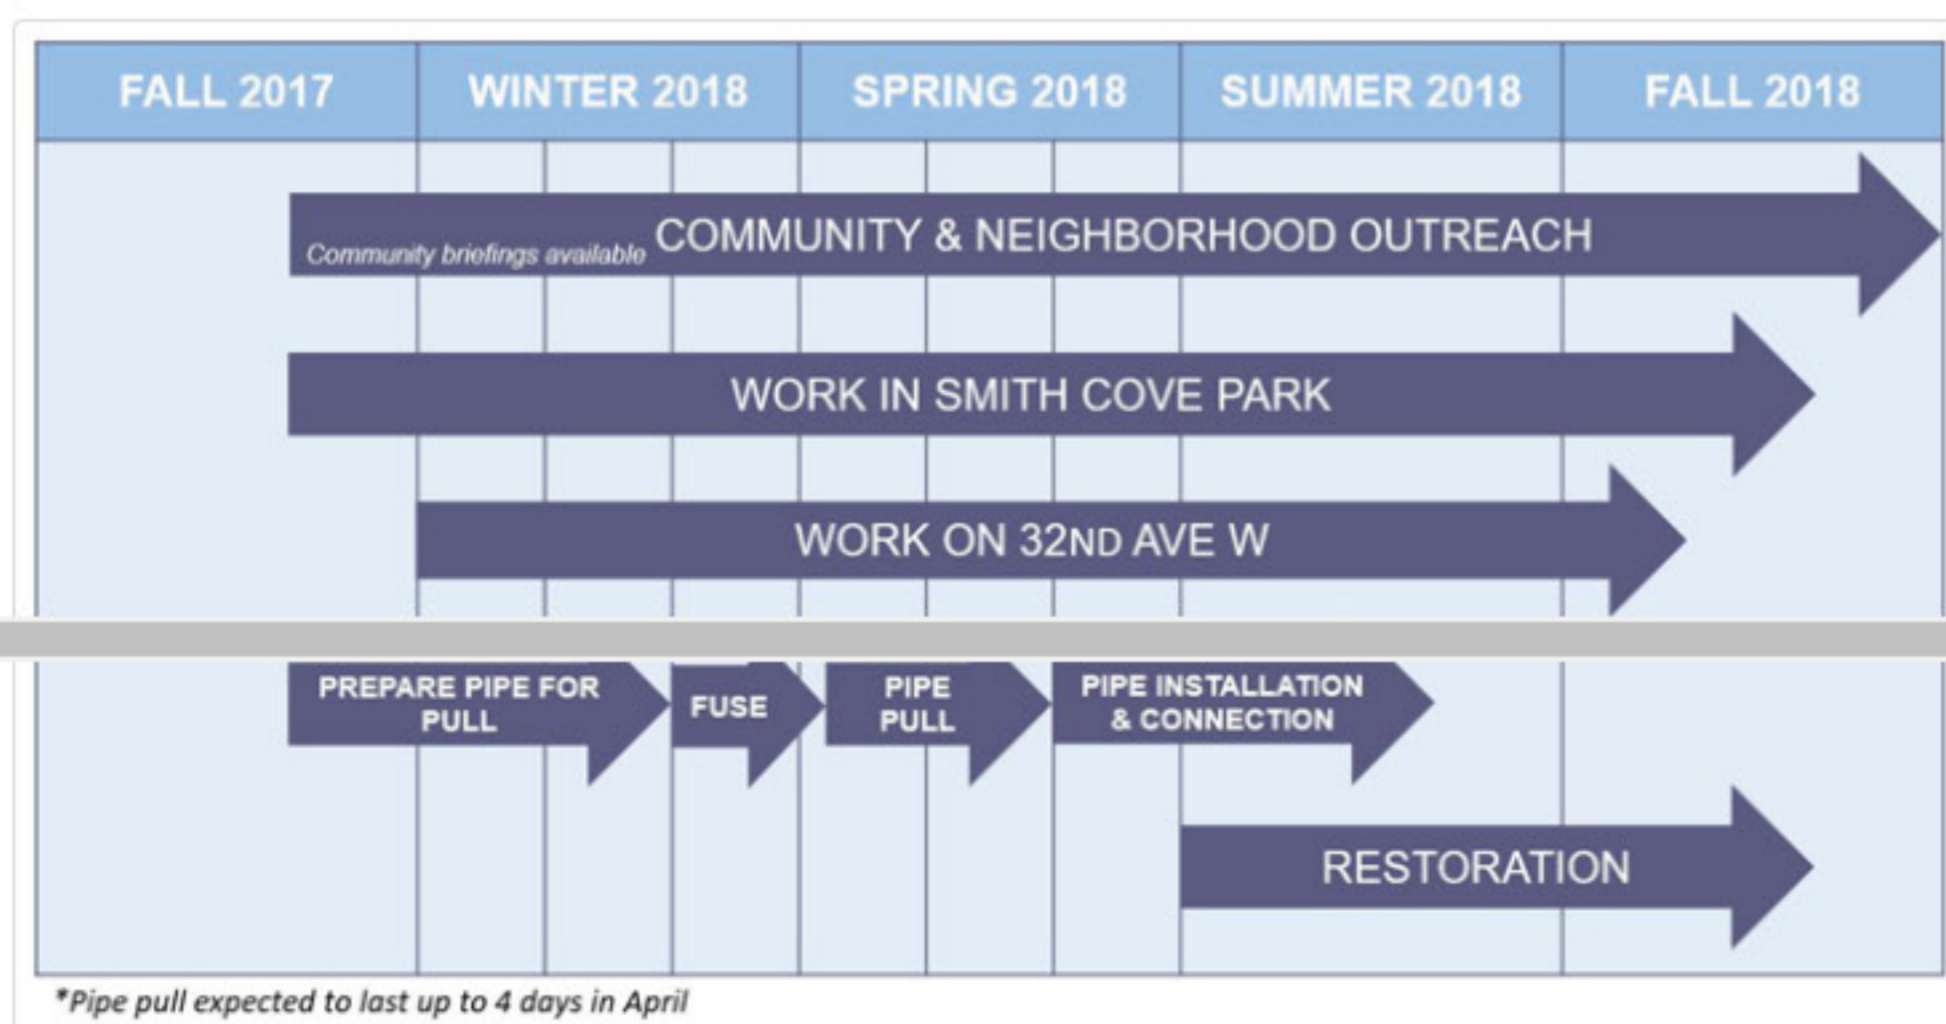 FALL 2017 WINTER 2018 SPRING 2018 SUMMER 2018 FALL 2018
Community briefings available COMMUNITY & NEIGHBORHOOD OUTREACH
WORK IN SMITH COVE PARK
WORK ON 32ND AVE W
PREPARE PIPE FOR
PULL
FUSE
PIPE
PULL
PIPE INSTALLATION
& CONNECTION
RESTORATION
*Pipe pull expected to last up to 4 days in April